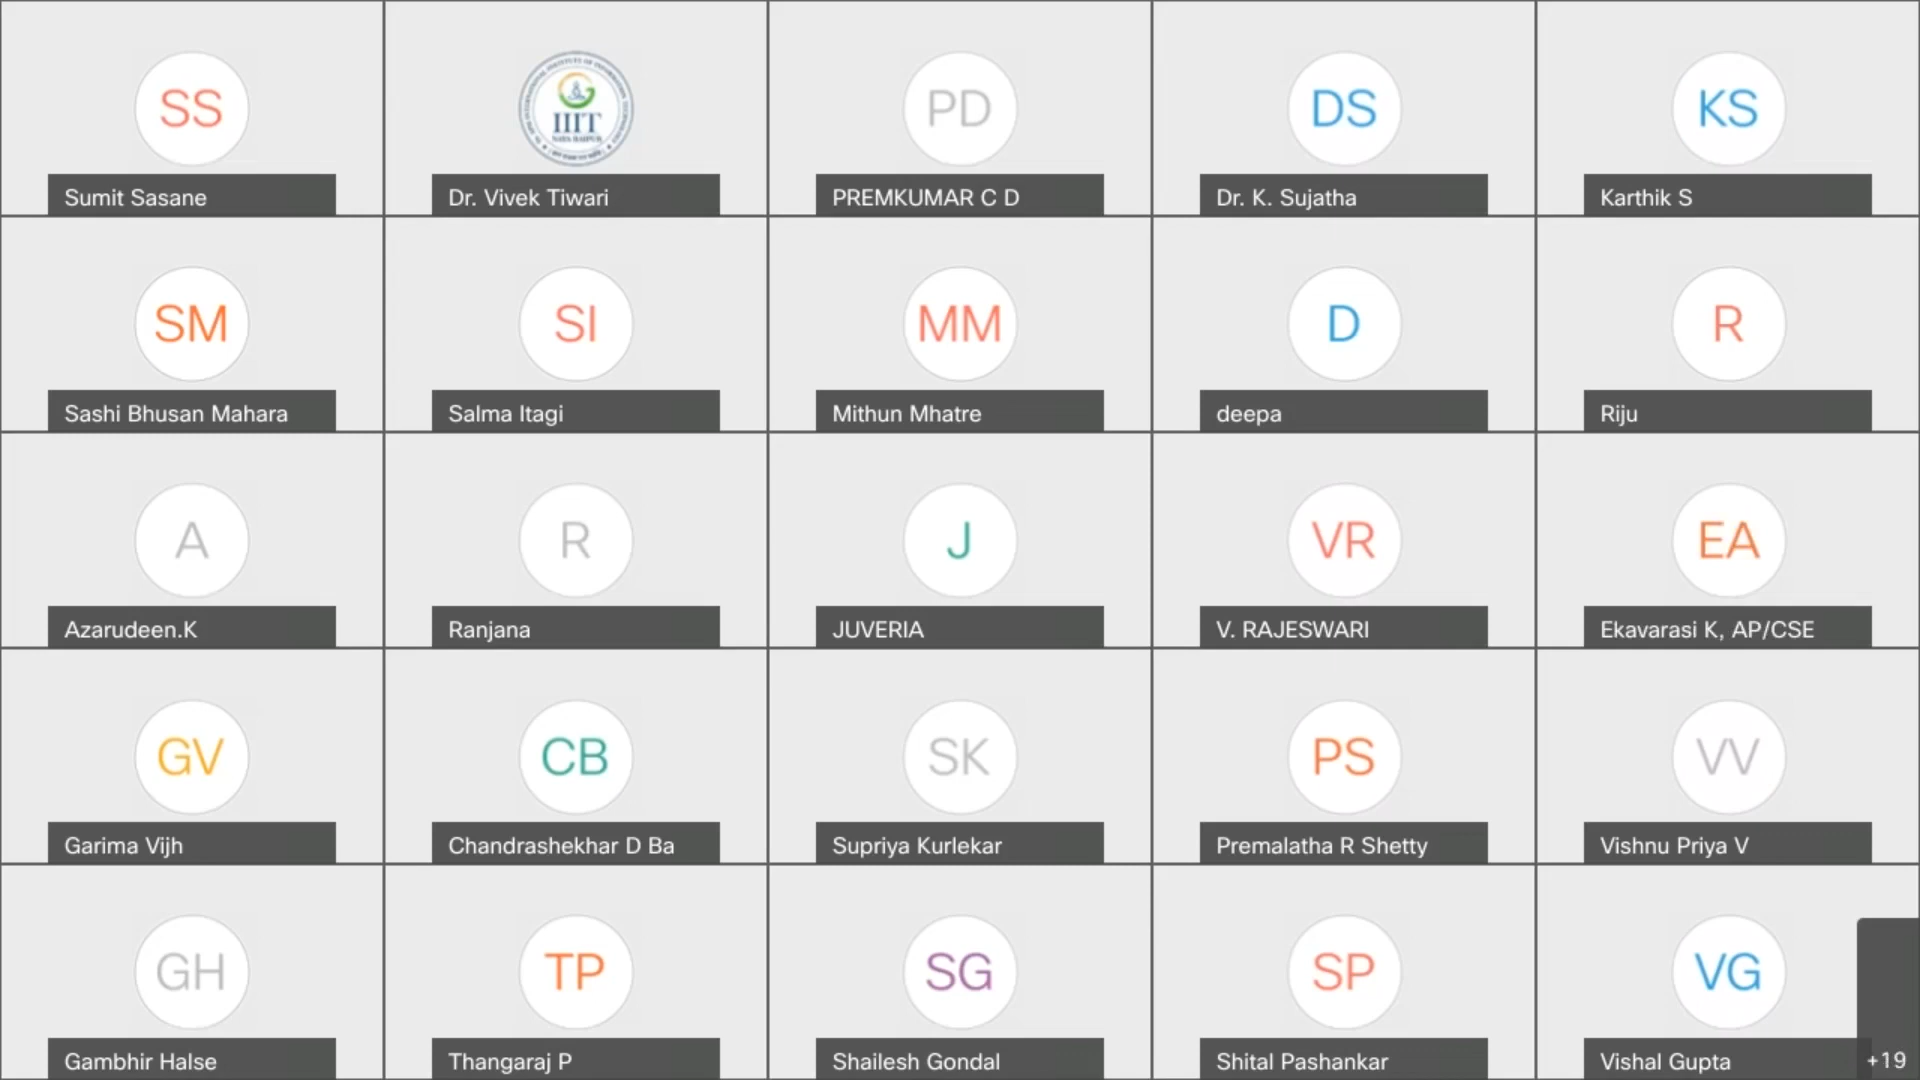 SS
IIIT
NAYA RAIPUR
PD
DS
KS
Sumit Sasane
Dr. Vivek Tiwari
PREMKUMAR C D
Dr. K. Sujatha
Karthik S
SM
SI
MM
D
R
Sashi Bhusan Mahara
Salma Itagi
Mithun Mhatre
deepa
Riju
A
R
J
VR
EA
Azarudeen.K
Ranjana
JUVERIA
V. RAJESWARI
Ekavarasi K, AP/CSE
GV
CB
SK
PS
VV
Garima Vijh
Chandrashekhar D Ba
Supriya Kurlekar
Premalatha R Shetty
Vishnu Priya V
GH
TP
SG
SP
VG
Gambhir Halse
Thangaraj P
Shailesh Gondal
Shital Pashankar
Vishal Gupta
+19